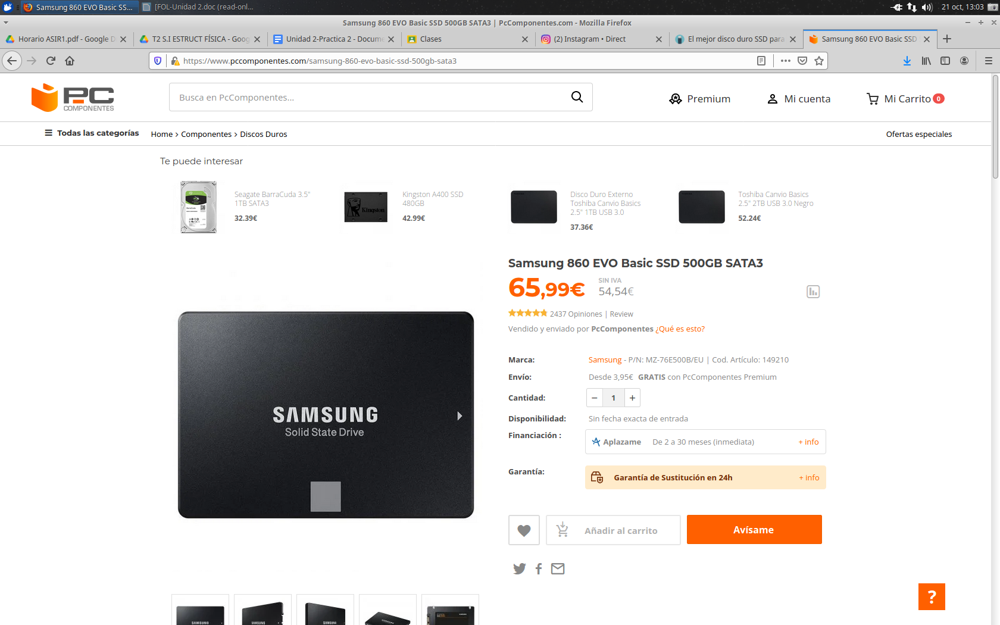 Samsung 860 EVO Basic SS...
[FOL-Unidad 2.doc (read-onl...
21 oct, 13:03
Samsung 860 EVO Basic SSD 500GB SATA3 | PcComponentes.com - Mozilla Firefox
Horario ASIR1.pdf - Google D
T2 S.I ESTRUCT FÍSICA - Goog
Unidad 2-Practica 2 - Docume
Clases
(2) Instagram • Direct
El mejor disco duro SSD para
Samsung 860 EVO Basic SSD
https://www.pccomponentes.com/samsung-860-evo-basic-ssd-500gb-sata3
PC
COMPONENTES
Busca en PcComponentes...
Premium
Mi cuenta
Mi Carrito 0
Todas las categorías
Home > Componentes > Discos Duros
Ofertas especiales
Te puede interesar
Seagate BarraCuda 3.5"
1TB SATA3
32.39€
Kingston
Kingston A400 SSD
480GB
42.99€
Disco Duro Externo
Toshiba Canvio Basics
2.5" 1TB USB 3.0
37.36€
Toshiba Canvio Basics
2.5" 2TB USB 3.0 Negro
52.24€
Samsung 860 EVO Basic SSD 500GB SATA3
65,99€
SIN IVA
54,54€
2437 Opiniones | Review
Vendido y enviado por PcComponentes ¿Qué es esto?
Marca:
Samsung - P/N: MZ-76E500B/EU | Cod. Artículo: 149210
Envío:
Desde 3,95€ GRATIS con PcComponentes Premium
Cantidad:
− 1 +
Disponibilidad:
Sin fecha exacta de entrada
Financiación :
Aplazame De 2 a 30 meses (inmediata) + info
Garantía:
Garantía de Sustitución en 24h + info
Añadir al carrito
Avísame
SAMSUNG
Solid State Drive
?
SAMSUNG
SAMSUNG
SAMSUNG
SAMSUNG